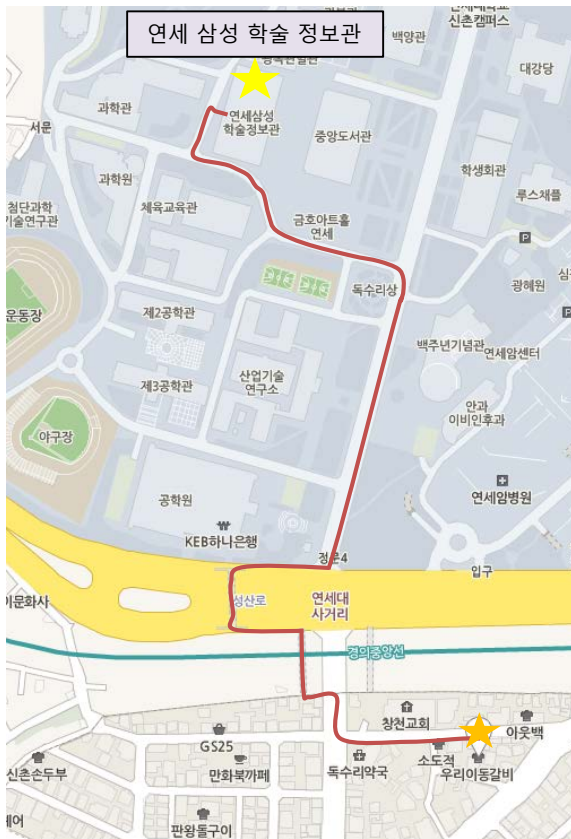 연세 삼성 학술 정보관
신촌캠퍼스
백양관
대강당
과학관
연세삼성
학술정보관
중앙도서관
서문
학생회관
과학원
루스채플
첨단과학
기술연구관
체육교육관
금호아트홀
연세
P
광혜원
독수리상
운동장
제2공학관
P
백주년기념관
연세암센터
산업기술
연구소
제3공학관
안과
이비인후과
야구장
연세암병원
공학원
KEB하나은행
정문4
입구
성산로
연세대
사거리
이문화사
경의중앙선
창천교회
GS25
아웃백
신촌손두부
만화북까페
독수리약국
소도적
우리이동갈비
판왕돌구이